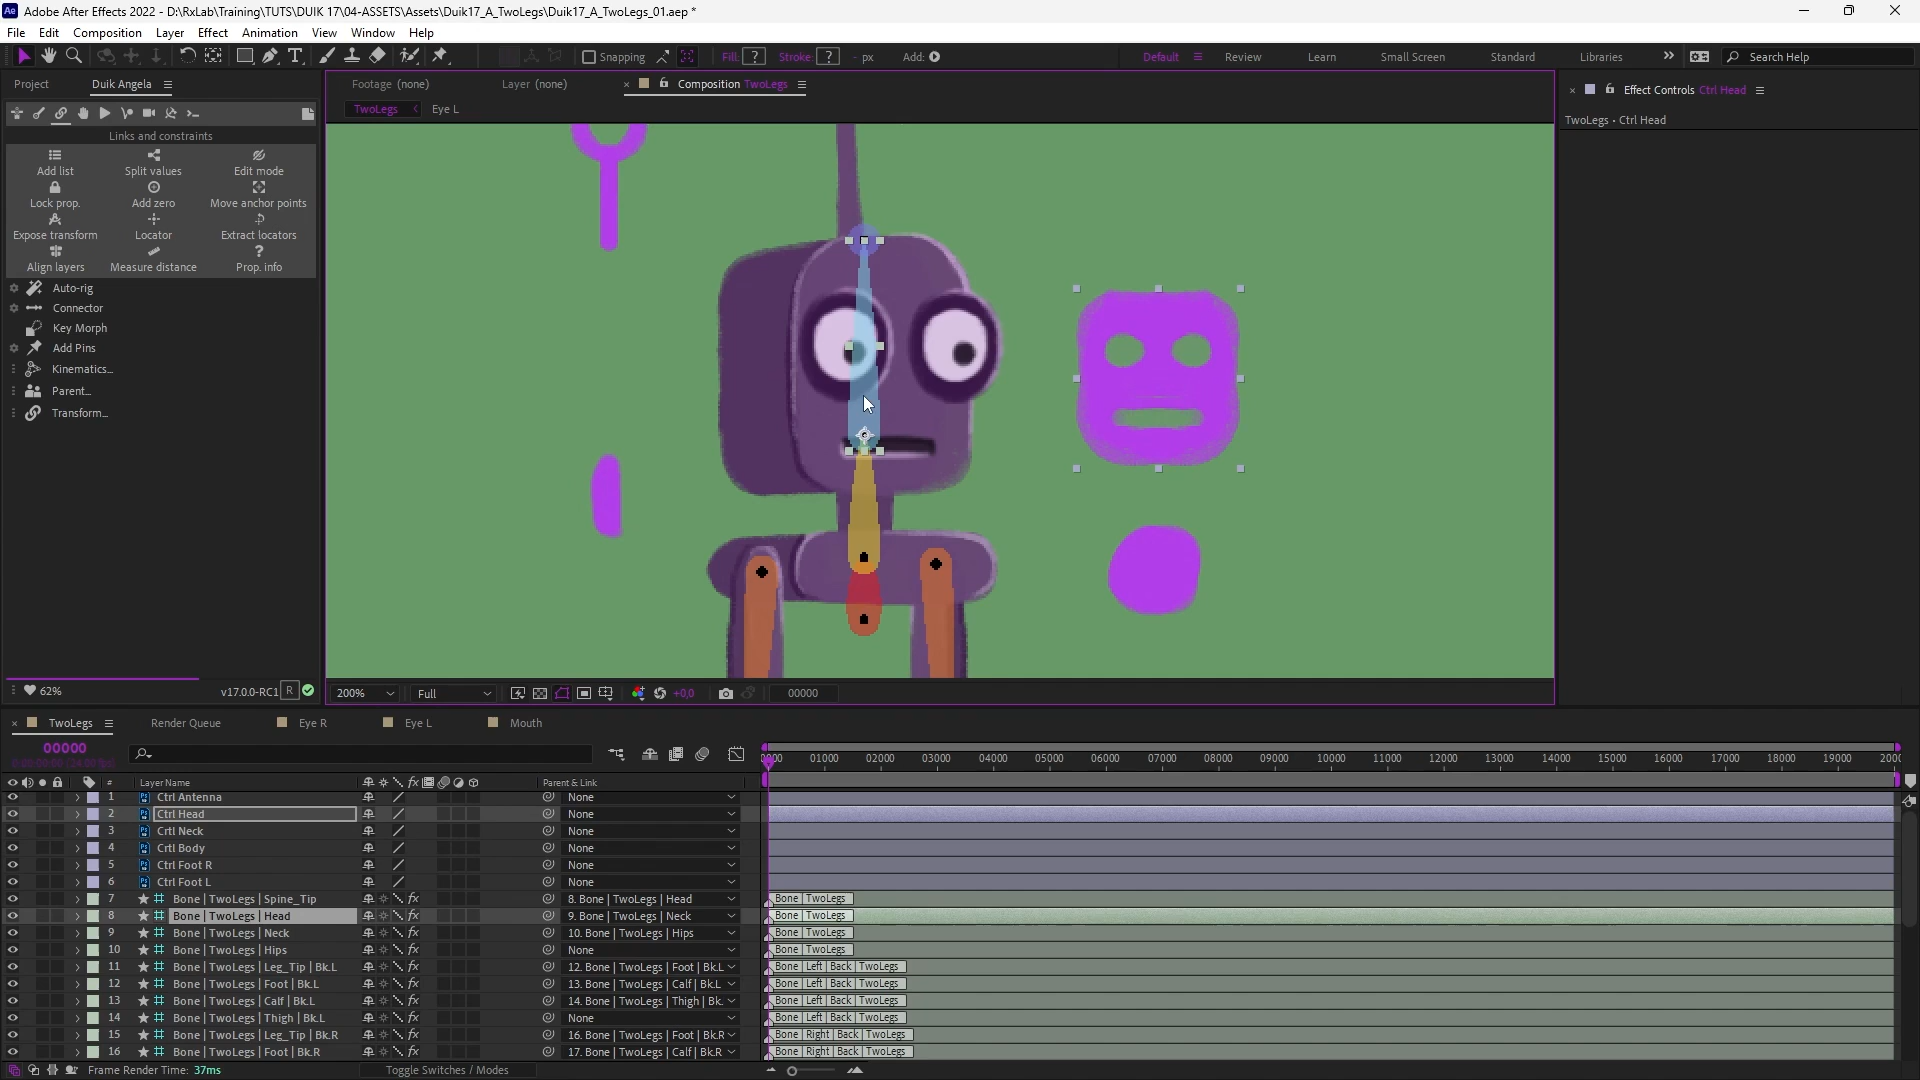 Adobe After Effects 2022 - D:\RxLab\Training\TUTS\DUIK 17\04-ASSETS\Assets\Duik17_A_TwoLegs\Duik17_A_TwoLegs_01.aep *
File Edit Composition Layer Effect Animation View Window Help
Snapping Fill: ? Stroke: ? - px Add: Default Review Learn Small Screen Standard Libraries Search Help
Project Duik Angela
Footage (none) Layer (none) Composition TwoLegs
Effect Controls Ctrl Head
TwoLegs Eye L
TwoLegs • Ctrl Head
Links and constraints
Add list Split values Edit mode
Lock prop. Add zero Move anchor points
Expose transform Locator Extract locators
Align layers Measure distance Prop. info
Auto-rig
Connector
Key Morph
Add Pins
Kinematics...
Parent...
Transform...
62% v17.0.0-RC1 R
200% Full +0,0 00000
TwoLegs Render Queue Eye R Eye L Mouth
00000
01000 02000 03000 04000 05000 06000 07000 08000 09000 10000 11000 12000 13000 14000 15000 16000 17000 18000 19000
# Layer Name fx Parent & Link
1 Ctrl Antenna None
2 Ctrl Head None
3 Crtl Neck None
4 Crtl Body None
5 Ctrl Foot R None
6 Ctrl Foot L None
7 Bone | TwoLegs | Spine_Tip fx 8. Bone | TwoLegs | Head Bone | TwoLegs
8 Bone | TwoLegs | Head fx 9. Bone | TwoLegs | Neck Bone | TwoLegs
9 Bone | TwoLegs | Neck fx 10. Bone | TwoLegs | Hips Bone | TwoLegs
10 Bone | TwoLegs | Hips fx None Bone | TwoLegs
11 Bone | TwoLegs | Leg_Tip | Bk.L fx 12. Bone | TwoLegs | Foot | Bk.L Bone | Left | Back | TwoLegs
12 Bone | TwoLegs | Foot | Bk.L fx 13. Bone | TwoLegs | Calf | Bk.L Bone | Left | Back | TwoLegs
13 Bone | TwoLegs | Calf | Bk.L fx 14. Bone | TwoLegs | Thigh | Bk. Bone | Left | Back | TwoLegs
14 Bone | TwoLegs | Thigh | Bk.L fx None Bone | Left | Back | TwoLegs
15 Bone | TwoLegs | Leg_Tip | Bk.R fx 16. Bone | TwoLegs | Foot | Bk.R Bone | Right | Back | TwoLegs
16 Bone | TwoLegs | Foot | Bk.R fx 17. Bone | TwoLegs | Calf | Bk.R Bone | Right | Back | TwoLegs
Frame Render Time: 37ms Toggle Switches / Modes